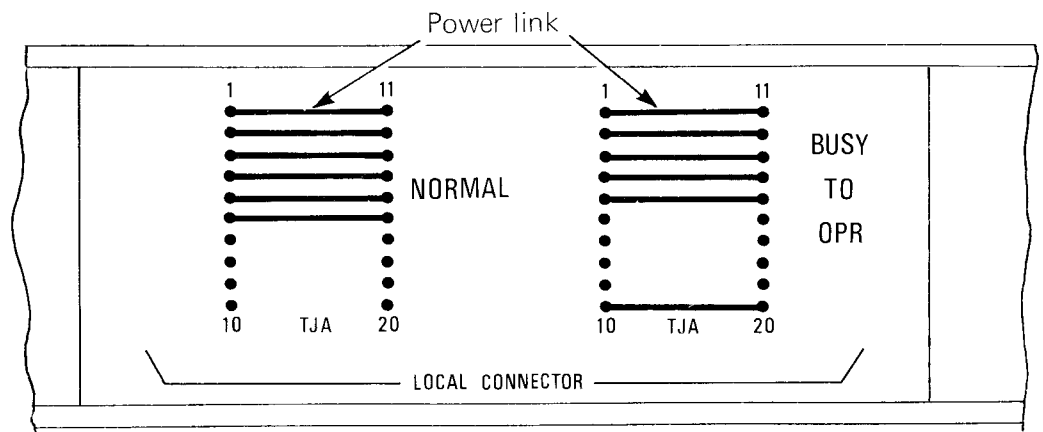 Power link
1 11
1 11
NORMAL
BUSY
TO
OPR
10 TJA 20
10 TJA 20
LOCAL CONNECTOR